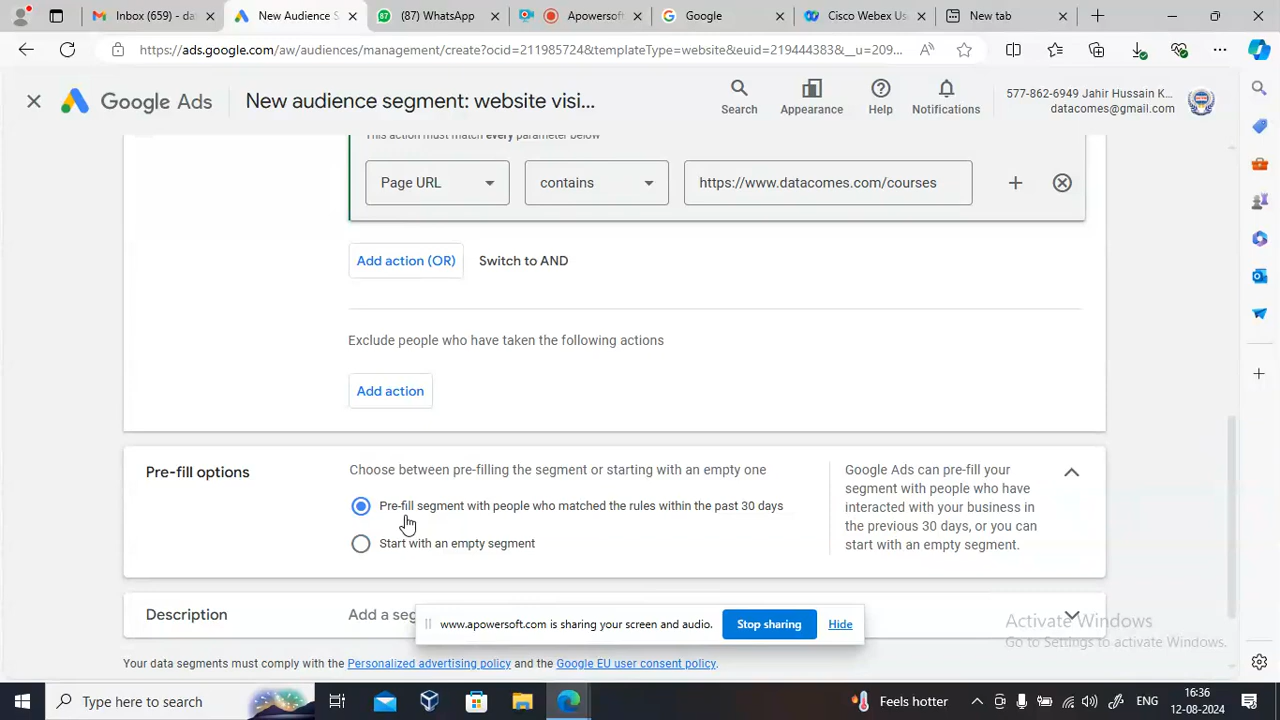 Inbox (659) - da
New Audience S
(87) WhatsApp
Apowersoft
Google
Cisco Webex Us
New tab
https://ads.google.com/aw/audiences/management/create?ocid=211985724&templateType=website&euid=219444383&__u=209...
Google Ads
New audience segment: website visi...
Search
Appearance
Help
Notifications
577-862-6949 Jahir Hussain K...
datacomes@gmail.com
This action must match every parameter below
Page URL
contains
https://www.datacomes.com/courses
Add action (OR)
Switch to AND
Exclude people who have taken the following actions
Add action
Pre-fill options
Choose between pre-filling the segment or starting with an empty one
Pre-fill segment with people who matched the rules within the past 30 days
Start with an empty segment
Google Ads can pre-fill your
segment with people who have
interacted with your business in
the previous 30 days, or you can
start with an empty segment.
Description
Add a seg
www.apowersoft.com is sharing your screen and audio.
Stop sharing
Hide
Activate Windows
Go to Settings to activate Windows.
Your data segments must comply with the Personalized advertising policy and the Google EU user consent policy.
Type here to search
Feels hotter
ENG
16:36
12-08-2024